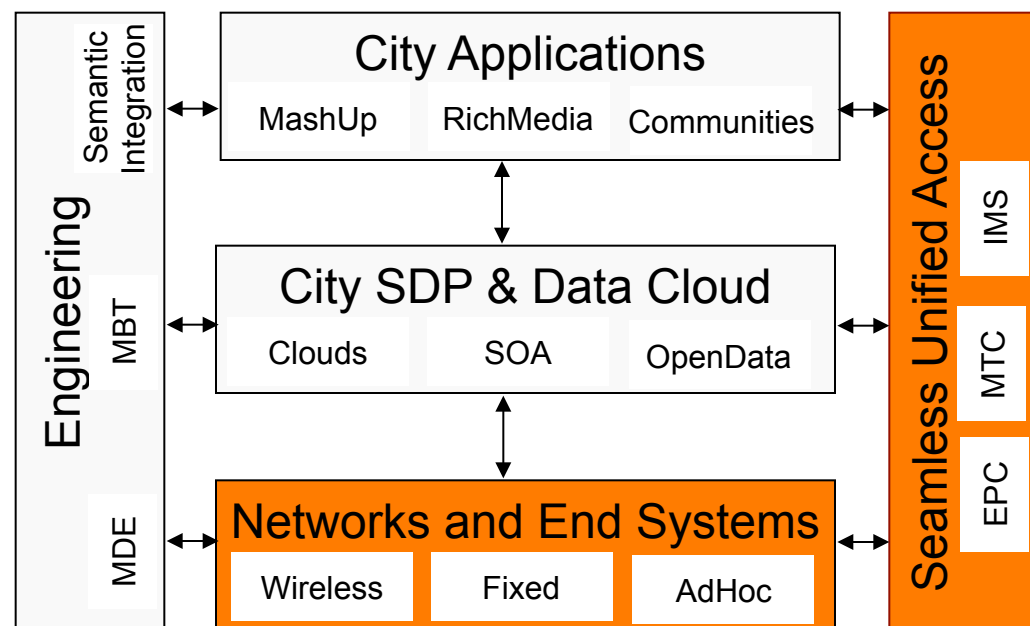 Engineering
Semantic
Integration
MBT
MDE
City Applications
MashUp
RichMedia
Communities
City SDP & Data Cloud
Clouds
SOA
OpenData
Networks and End Systems
Wireless
Fixed
AdHoc
Seamless Unified Access
IMS
MTC
EPC